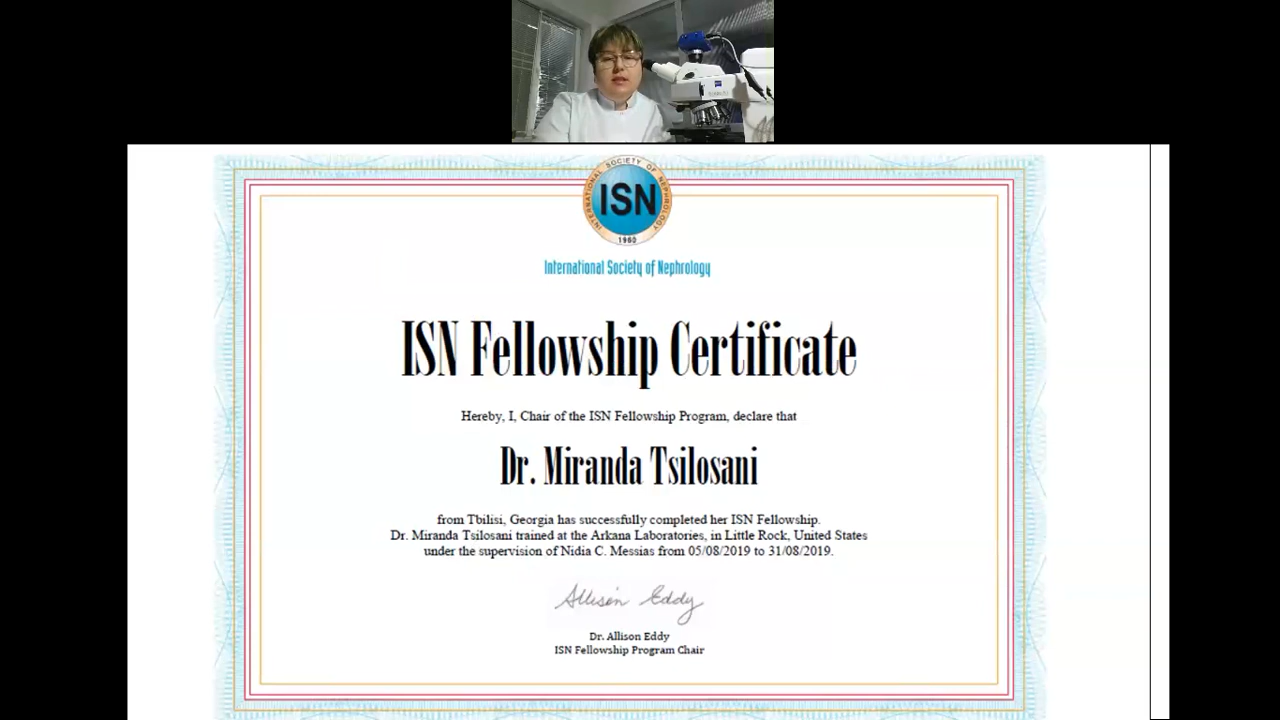 INTERNATIONAL SOCIETY OF NEPHROLOGY
ISN
1960
International Society of Nephrology
ISN Fellowship Certificate
Hereby, I, Chair of the ISN Fellowship Program, declare that
Dr. Miranda Tsilosani
from Tbilisi, Georgia has successfully completed her ISN Fellowship.
Dr. Miranda Tsilosani trained at the Arkana Laboratories, in Little Rock, United States
under the supervision of Nidia C. Messias from 05/08/2019 to 31/08/2019.
Allison Eddy
Dr. Allison Eddy
ISN Fellowship Program Chair